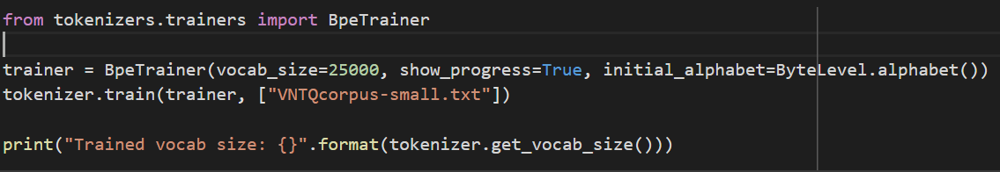 from tokenizers.trainers import BpeTrainer
trainer = BpeTrainer(vocab_size=25000, show_progress=True, initial_alphabet=ByteLevel.alphabet())
tokenizer.train(trainer, ["VNTQcorpus-small.txt"])
print("Trained vocab size: {}".format(tokenizer.get_vocab_size()))